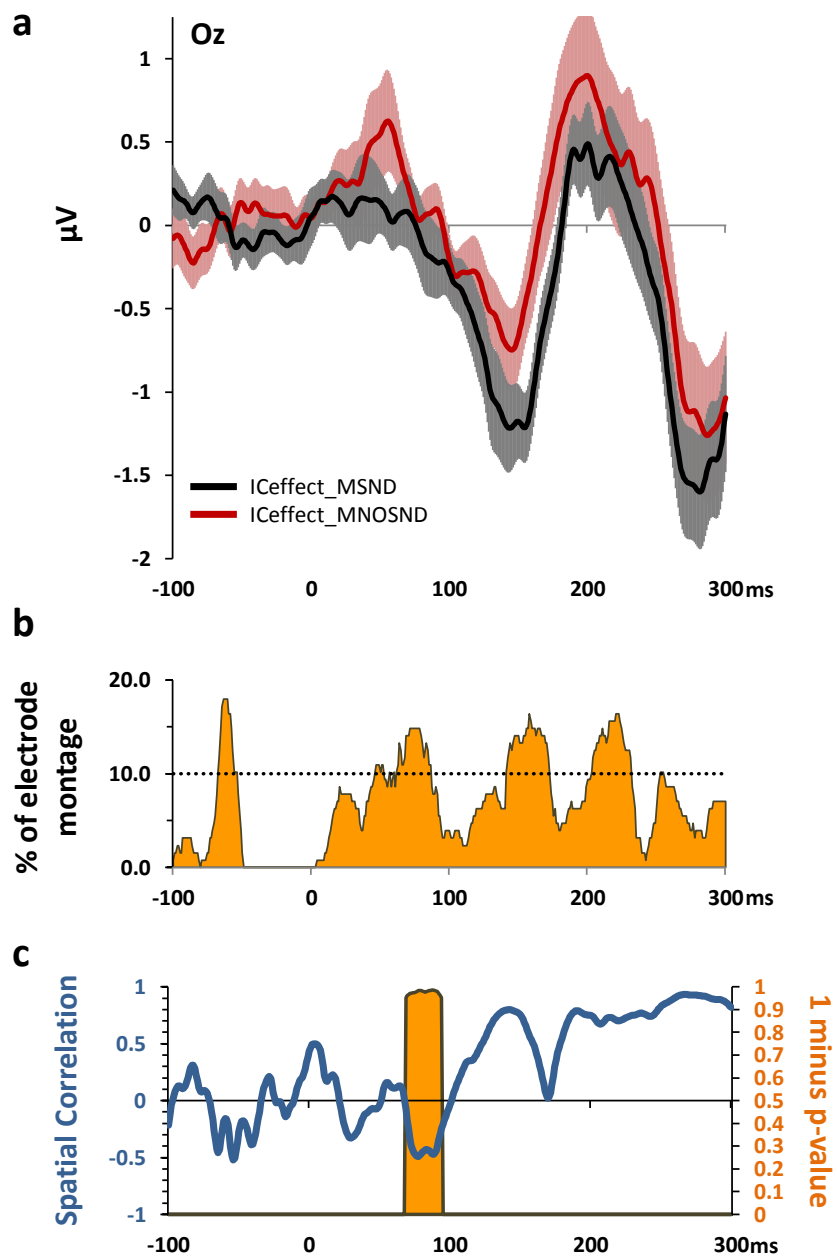 a
Oz
µV
1
0.5
0
-0.5
-1
-1.5
-2
ICeffect_MSND
ICeffect_MNOSND
-100 0 100 200 300ms
b
% of electrode
montage
20.0
10.0
0.0
-100 0 100 200 300ms
c
Spatial Correlation
1
0.5
0
-0.5
-1
1
0.9
0.8
0.7
0.6
0.5
0.4
0.3
0.2
0.1
0
1 minus p-value
-100 0 100 200 300ms